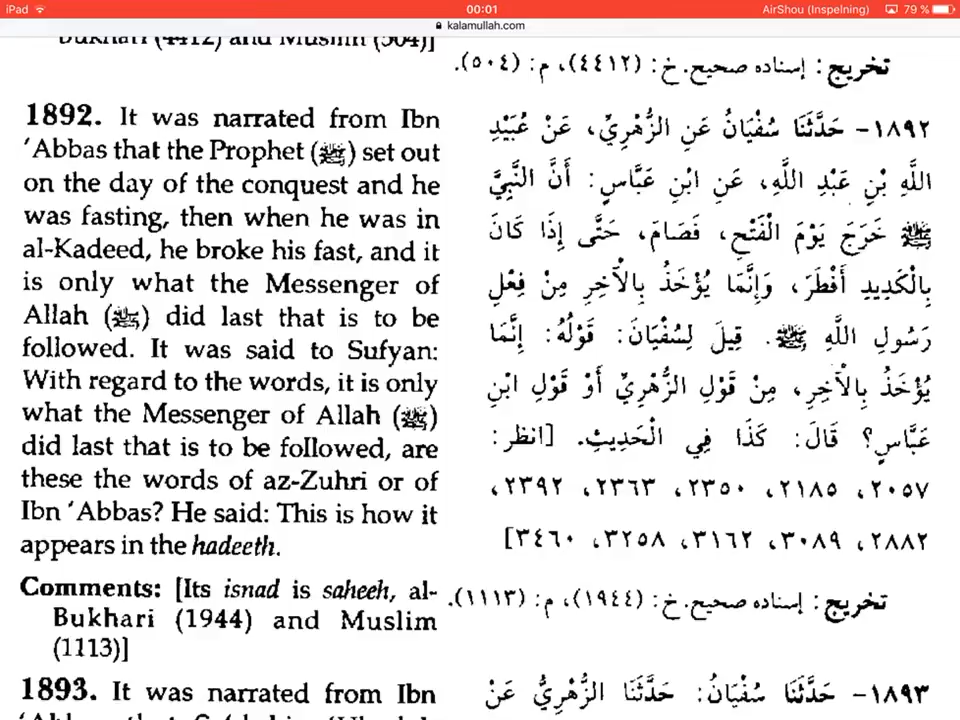 iPad
00:01
AirShou (Inspelning)
79 %
kalamullah.com
Bukhari (4412) and Muslim (504)]
1892. It was narrated from Ibn
'Abbas that the Prophet (ﷺ) set out
on the day of the conquest and he
was fasting, then when he was in
al-Kadeed, he broke his fast, and it
is only what the Messenger of
Allah (ﷺ) did last that is to be
followed. It was said to Sufyan:
With regard to the words, it is only
what the Messenger of Allah (ﷺ)
did last that is to be followed, are
these the words of az-Zuhri or of
Ibn 'Abbas? He said: This is how it
appears in the hadeeth.
Comments: [Its isnad is saheeh, al-
Bukhari (1944) and Muslim
(1113)]
1893. It was narrated from Ibn
تخريج: إسناده صحيح. خ: (٤٤١٢)، م: (٥٠٤).
١٨٩٢- حَدَّثَنَا سُفْيَانُ عَنِ الزُّهْرِيِّ، عَنْ عُبَيْدِ
اللَّهِ بْنِ عَبْدِ اللَّهِ، عَنِ ابْنِ عَبَّاسٍ: أَنَّ النَّبِيَّ
ﷺ خَرَجَ يَوْمَ الْفَتْحِ، فَصَامَ، حَتَّى إِذَا كَانَ
بِالْكَدِيدِ أَفْطَرَ، وَإِنَّمَا يُؤْخَذُ بِالْآخِرِ مِنْ فِعْلِ
رَسُولِ اللَّهِ ﷺ. قِيلَ لِسُفْيَانَ: قَوْلُهُ: إِنَّمَا
يُؤْخَذُ بِالْآخِرِ، مِنْ قَوْلِ الزُّهْرِيِّ أَوْ قَوْلِ ابْنِ
عَبَّاسٍ؟ قَالَ: كَذَا فِي الْحَدِيثِ. [انظر:
٢٠٥٧، ٢١٨٥، ٢٣٥٠، ٢٣٦٣، ٢٣٩٢،
٢٨٨٢، ٣٠٨٩، ٣١٦٢، ٣٢٥٨، ٣٤٦٠]
تخريج: إسناده صحيح. خ: (١٩٤٤)، م: (١١١٣).
١٨٩٣- حَدَّثَنَا سُفْيَانُ: حَدَّثَنَا الزُّهْرِيُّ عَنْ